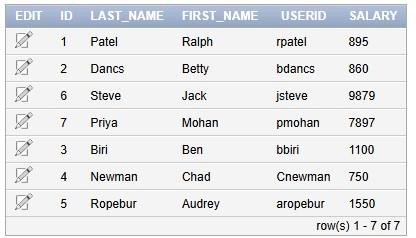 EDIT ID LAST_NAME FIRST_NAME USERID SALARY
1 Patel Ralph rpatel 895
2 Dancs Betty bdancs 860
6 Steve Jack jsteve 9879
7 Priya Mohan pmohan 7897
3 Biri Ben bbiri 1100
4 Newman Chad Cnewman 750
5 Ropebur Audrey aropebur 1550
row(s) 1 - 7 of 7